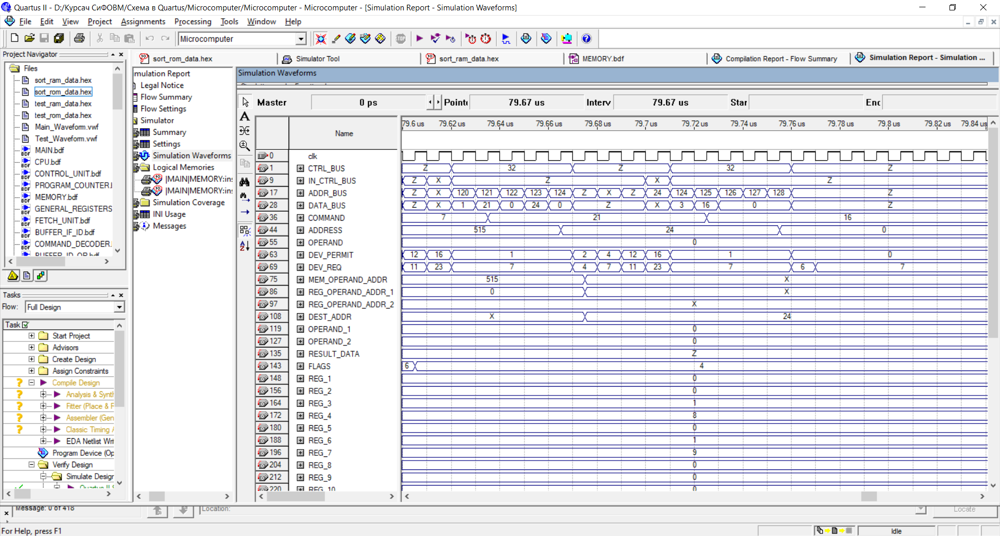 Quartus II - D:/Курсач СиФОВМ/Схема в Quartus/Microcomputer/Microcomputer - Microcomputer - [Simulation Report - Simulation Waveforms]
File Edit View Project Assignments Processing Tools Window Help
Microcomputer
STOP
Project Navigator
Files
sort_ram_data.hex
sort_rom_data.hex
test_ram_data.hex
test_rom_data.hex
Main_Waveform.vwf
Test_Waveform.vwf
MAIN.bdf
CPU.bdf
CONTROL_UNIT.bdf
PROGRAM_COUNTER.
MEMORY.bdf
GENERAL_REGISTERS
FETCH_UNIT.bdf
BUFFER_IF_ID.bdf
COMMAND_DECODER.
BUFFER_ID_OR.bdf
Tasks
Flow: Full Design
Task
Start Project
Advisors
Create Design
Assign Constraints
Compile Design
Analysis & Synth
Fitter (Place & F
Assembler (Gen
Classic Timing A
EDA Netlist Wri
Program Device (Op
Verify Design
Simulate Design
Quartus II S
sort_rom_data.hex Simulator Tool sort_ram_data.hex MEMORY.bdf Compilation Report - Flow Summary Simulation Report - Simulation ...
imulation Report
Legal Notice
Flow Summary
Flow Settings
Simulator
Summary
Settings
Simulation Waveforms
Logical Memories
|MAIN|MEMORY:in:
|MAIN|MEMORY:in:
Simulation Coverage
INI Usage
Messages
Simulation Waveforms
Master 0 ps Pointe 79.67 us Interv 79.67 us Star Enc
Name
79.6 us 79.62 us 79.64 us 79.66 us 79.68 us 79.7 us 79.72 us 79.74 us 79.76 us 79.78 us 79.8 us 79.82 us 79.84 us
0 clk
1 CTRL_BUS Z 32 Z 32 Z
9 IN_CTRL_BUS Z X Z X Z
17 ADDR_BUS Z X 120 121 122 123 124 Z X Z 24 124 125 126 127 128 Z
28 DATA_BUS Z X 1 21 0 24 0 Z X 3 16 0 Z
36 COMMAND 7 21 16
44 ADDRESS 515 24 0
55 OPERAND 0
63 DEV_PERMIT 12 16 1 2 4 12 16 1 0
69 DEV_REQ 11 23 7 4 7 11 23 7 6 7
75 MEM_OPERAND_ADDR 515 X
86 REG_OPERAND_ADDR_1 0 X
97 REG_OPERAND_ADDR_2 X
108 DEST_ADDR X 24
119 OPERAND_1 0
127 OPERAND_2 0
135 RESULT_DATA Z
143 FLAGS 6 4
148 REG_1 0
156 REG_2 0
164 REG_3 1
172 REG_4 8
180 REG_5 0
188 REG_6 1
196 REG_7 9
204 REG_8 0
212 REG_9 0
220 REG_10 0
Message: 0 of 418
Location:
Locate
For Help, press F1
Idle